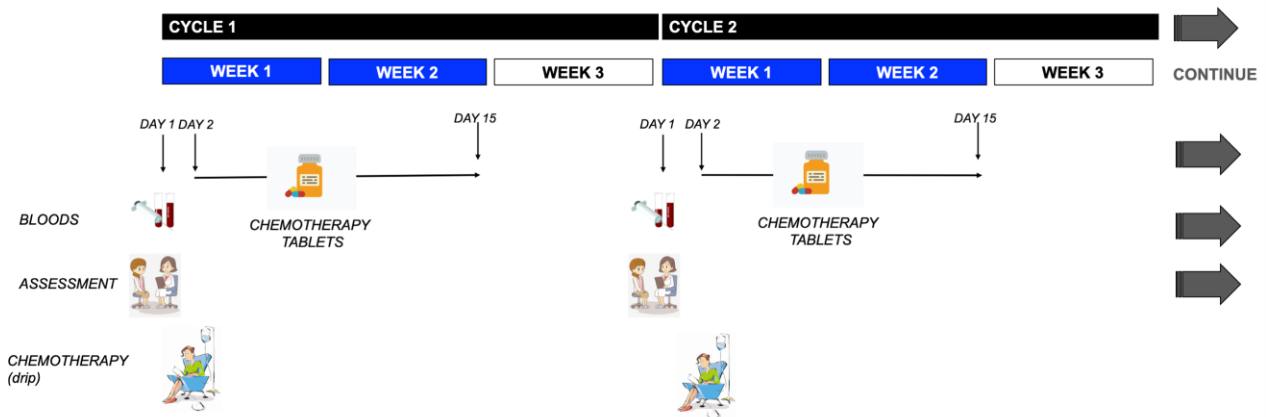 CYCLE 1 CYCLE 2
WEEK 1 WEEK 2 WEEK 3 WEEK 1 WEEK 2 WEEK 3
CONTINUE
DAY 1 DAY 2 DAY 15 DAY 1 DAY 2 DAY 15
BLOODS
CHEMOTHERAPY TABLETS
CHEMOTHERAPY TABLETS
ASSESSMENT
CHEMOTHERAPY
(drip)